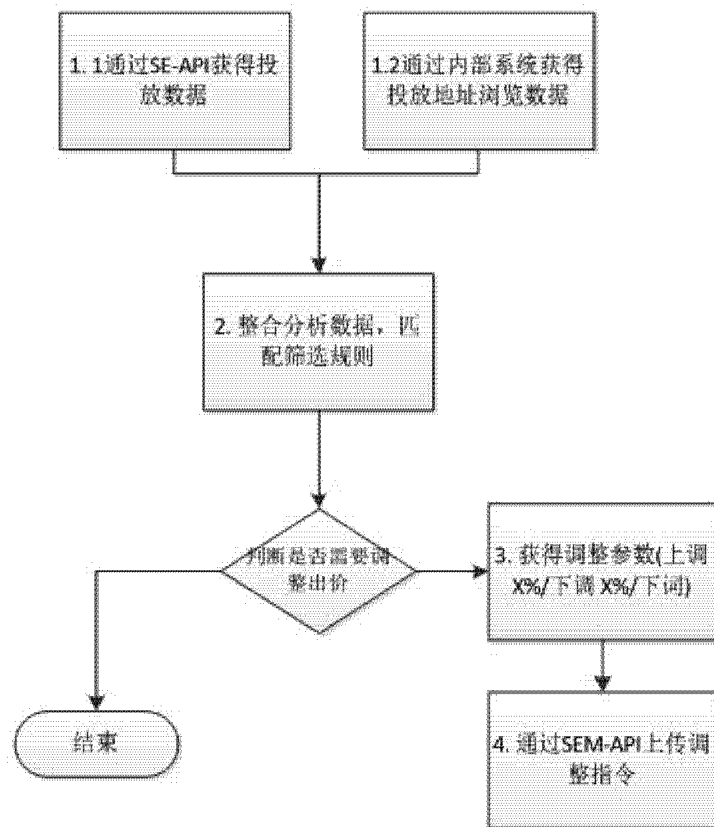 1. 1通过SE-API获得投
放数据
1.2通过内部系统获得
投放地址浏览数据
2. 整合分析数据，匹
配筛选规则
判断是否需要调
整出价
3. 获得调整参数(上调
X%/下调 X%/下词)
结束
4. 通过SEM-API上传调
整指令